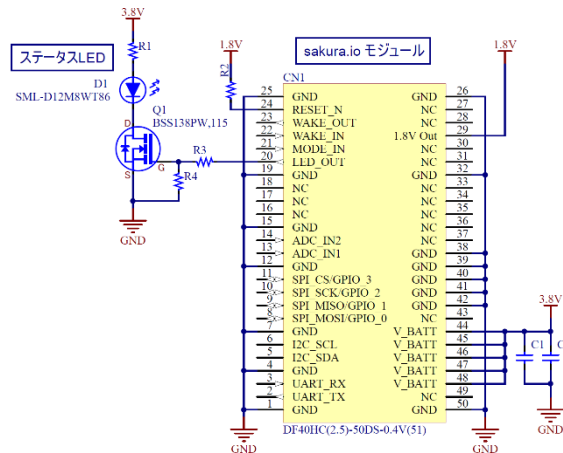 3.8V
R1
ステータスLED
D1
SML-D12M8WT86
Q1
BSS138PW,115
D
G
S
R3
R4
GND
1.8V
R2
sakura.io モジュール
1.8V
CN1
25 GND GND 26
24 RESET_N NC 27
23 WAKE_OUT NC 28
22 WAKE_IN 1.8V Out 29
21 MODE_IN NC 30
20 LED_OUT NC 31
19 GND GND 32
18 NC NC 33
17 NC NC 34
16 NC NC 35
15 GND NC 36
14 ADC_IN2 NC 37
13 ADC_IN1 GND 38
12 GND GND 39
11 SPI_CS/GPIO_3 GND 40
10 SPI_SCK/GPIO_2 GND 41
9 SPI_MISO/GPIO_1 GND 42
8 SPI_MOSI/GPIO_0 NC 43
7 GND V_BATT 44
6 I2C_SCL V_BATT 45
5 I2C_SDA V_BATT 46
4 GND V_BATT 47
3 UART_RX V_BATT 48
2 UART_TX NC 49
1 GND GND 50
DF40HC(2.5)-50DS-0.4V(51)
GND
GND
3.8V
C1
C
GND